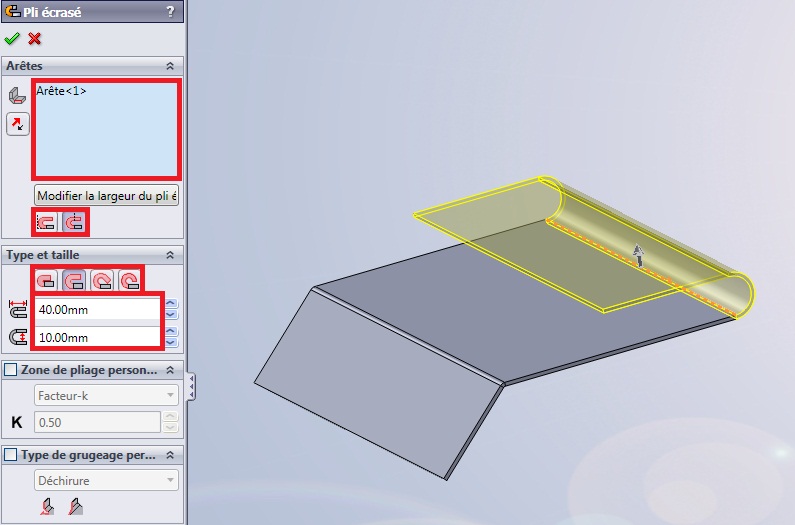 Pli écrasé ?
Arêtes
Arête<1>
Modifier la largeur du pli é
Type et taille
40.00mm
10.00mm
Zone de pliage person...
Facteur-k
K 0.50
Type de grugeage per...
Déchirure